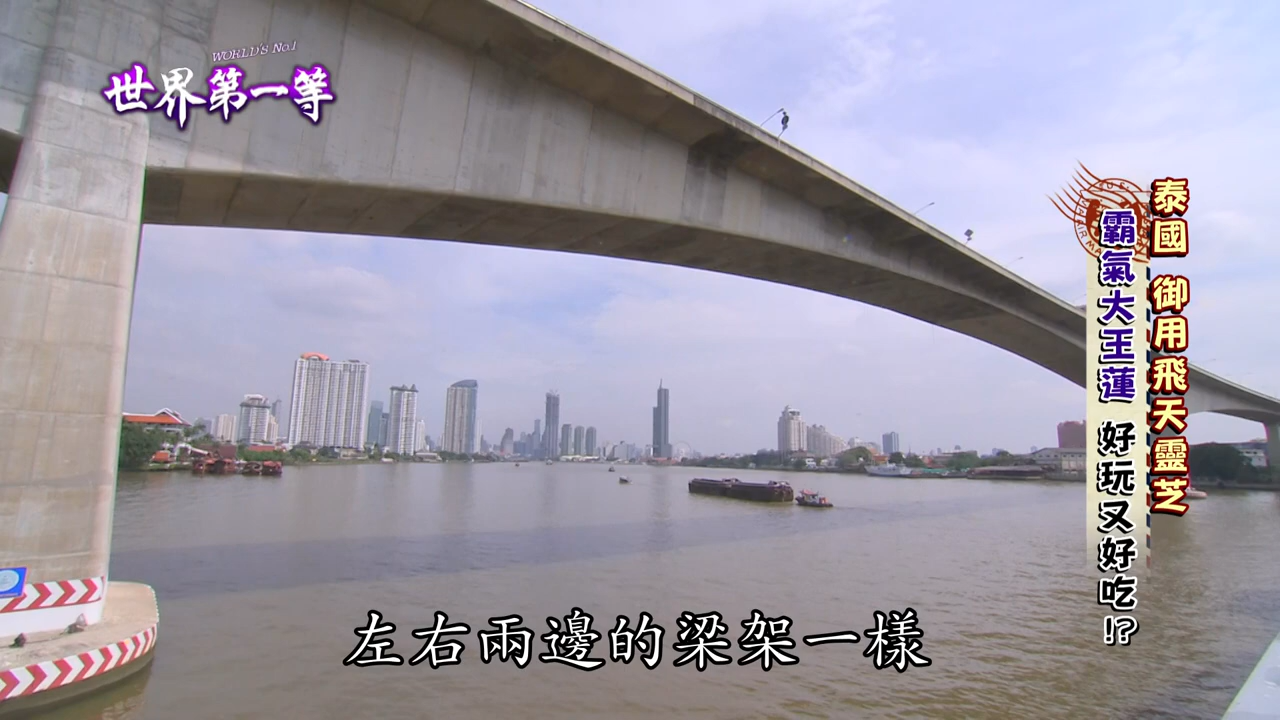 WORLD'S No.1
世界第一等
泰國 御用飛天靈芝
霸氣大王蓮 好玩又好吃!?
左右兩邊的梁架一樣